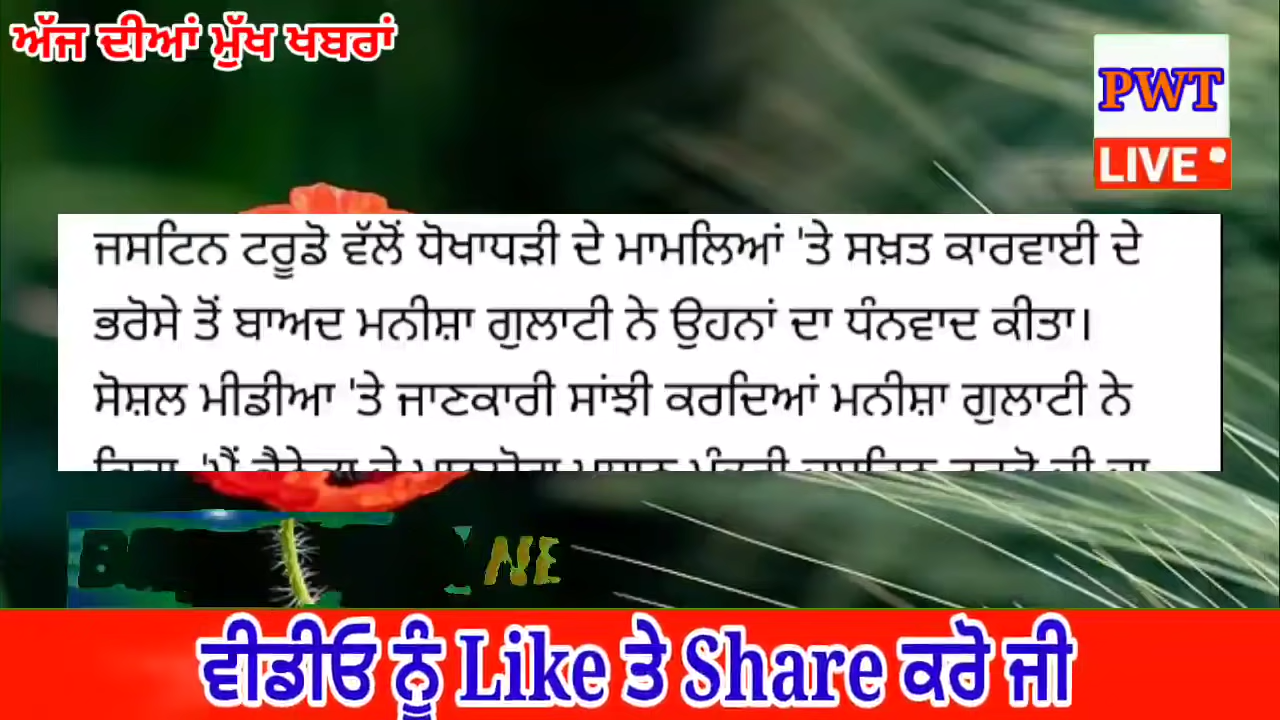 ਅੱਜ ਦੀਆਂ ਮੁੱਖ ਖਬਰਾਂ
PWT
LIVE
ਜਸਟਿਨ ਟਰੂਡੋ ਵੱਲੋਂ ਧੋਖਾਧੜੀ ਦੇ ਮਾਮਲਿਆਂ 'ਤੇ ਸਖ਼ਤ ਕਾਰਵਾਈ ਦੇ
ਭਰੋਸੇ ਤੋਂ ਬਾਅਦ ਮਨੀਸ਼ਾ ਗੁਲਾਟੀ ਨੇ ਉਹਨਾਂ ਦਾ ਧੰਨਵਾਦ ਕੀਤਾ।
ਸੋਸ਼ਲ ਮੀਡੀਆ 'ਤੇ ਜਾਣਕਾਰੀ ਸਾਂਝੀ ਕਰਦਿਆਂ ਮਨੀਸ਼ਾ ਗੁਲਾਟੀ ਨੇ
ਵੀਡੀਓ ਨੂੰ Like ਤੇ Share ਕਰੋ ਜੀ